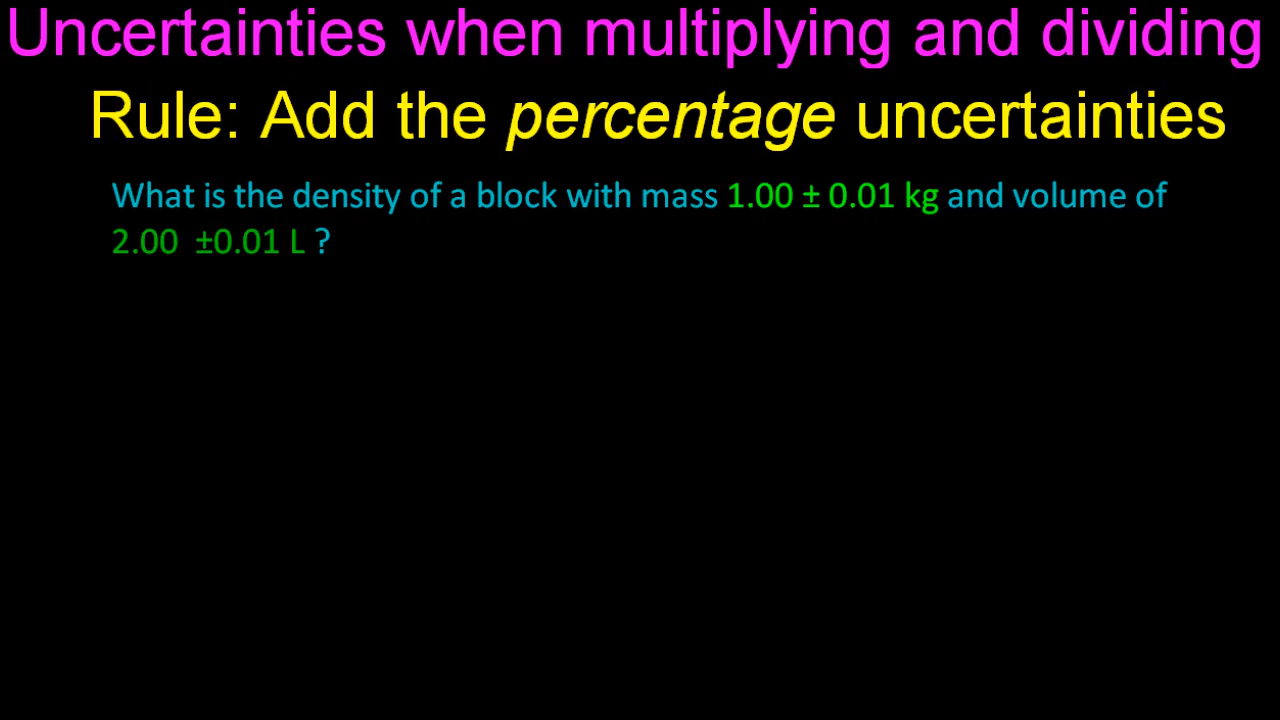 Uncertainties when multiplying and dividing
Rule: Add the percentage uncertainties
What is the density of a block with mass 1.00 ± 0.01 kg and volume of
2.00 ±0.01 L ?